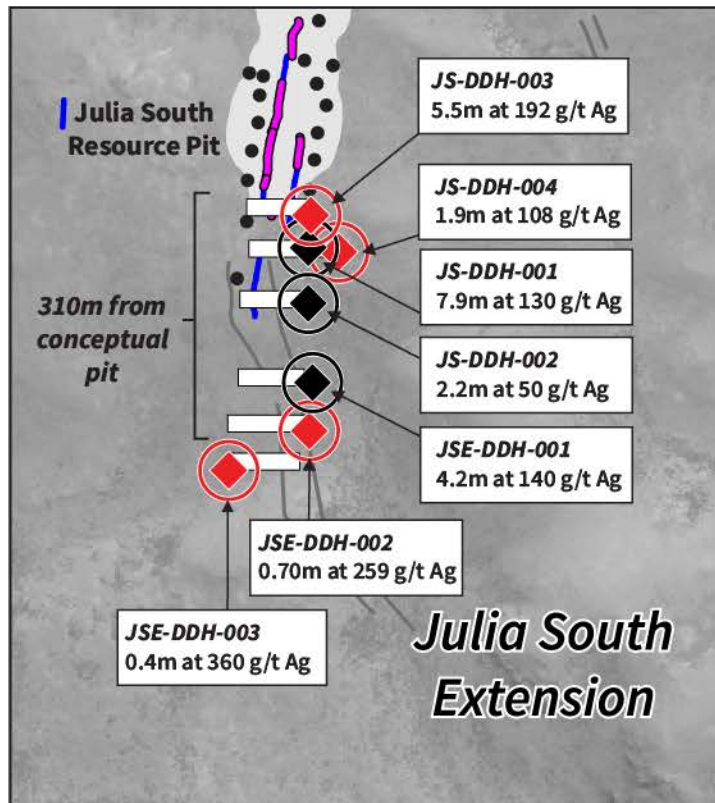 JS-DDH-003
5.5m at 192 g/t Ag
Julia South
Resource Pit
JS-DDH-004
1.9m at 108 g/t Ag
JS-DDH-001
7.9m at 130 g/t Ag
310m from
conceptual
pit
JS-DDH-002
2.2m at 50 g/t Ag
JSE-DDH-001
4.2m at 140 g/t Ag
JSE-DDH-002
0.70m at 259 g/t Ag
JSE-DDH-003
0.4m at 360 g/t Ag
Julia South
Extension